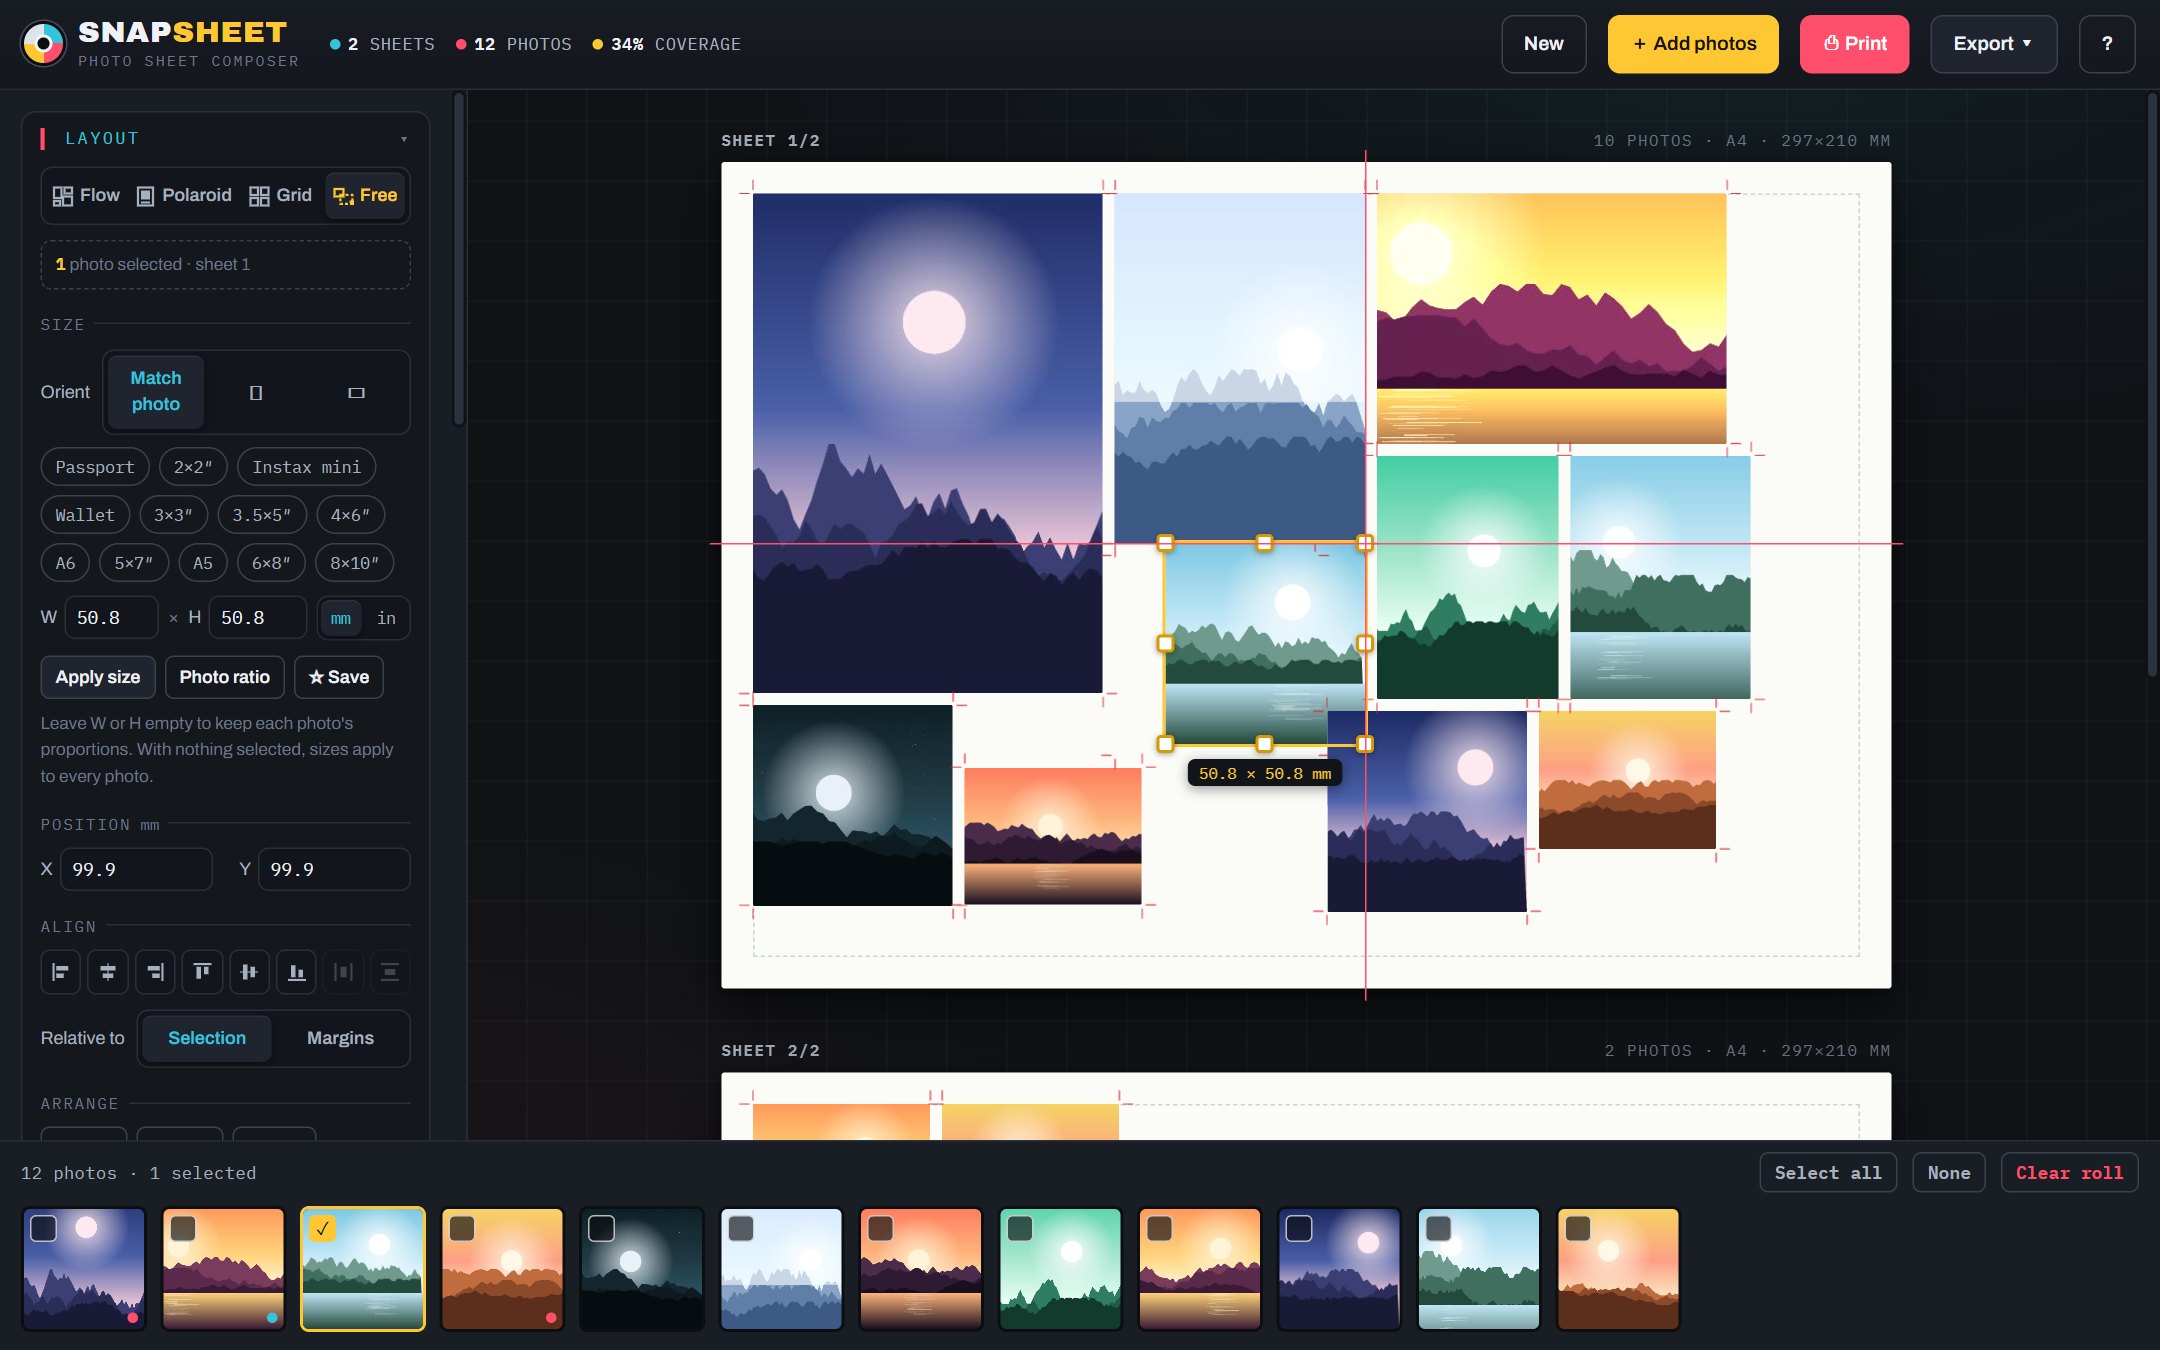 SNAPSHEET
PHOTO SHEET COMPOSER
2 SHEETS 12 PHOTOS 34% COVERAGE
New
+ Add photos
Print
Export ▾
?
LAYOUT
Flow Polaroid Grid Free
1 photo selected · sheet 1
SIZE
Orient Match photo
Passport 2×2″ Instax mini
Wallet 3×3″ 3.5×5″ 4×6″
A6 5×7″ A5 6×8″ 8×10″
W 50.8 × H 50.8 mm in
Apply size Photo ratio ☆ Save
Leave W or H empty to keep each photo's
proportions. With nothing selected, sizes apply
to every photo.
POSITION mm
X 99.9 Y 99.9
ALIGN
Relative to Selection Margins
ARRANGE
SHEET 1/2
10 PHOTOS · A4 · 297×210 MM
50.8 × 50.8 mm
SHEET 2/2
2 PHOTOS · A4 · 297×210 MM
12 photos · 1 selected
Select all None Clear roll